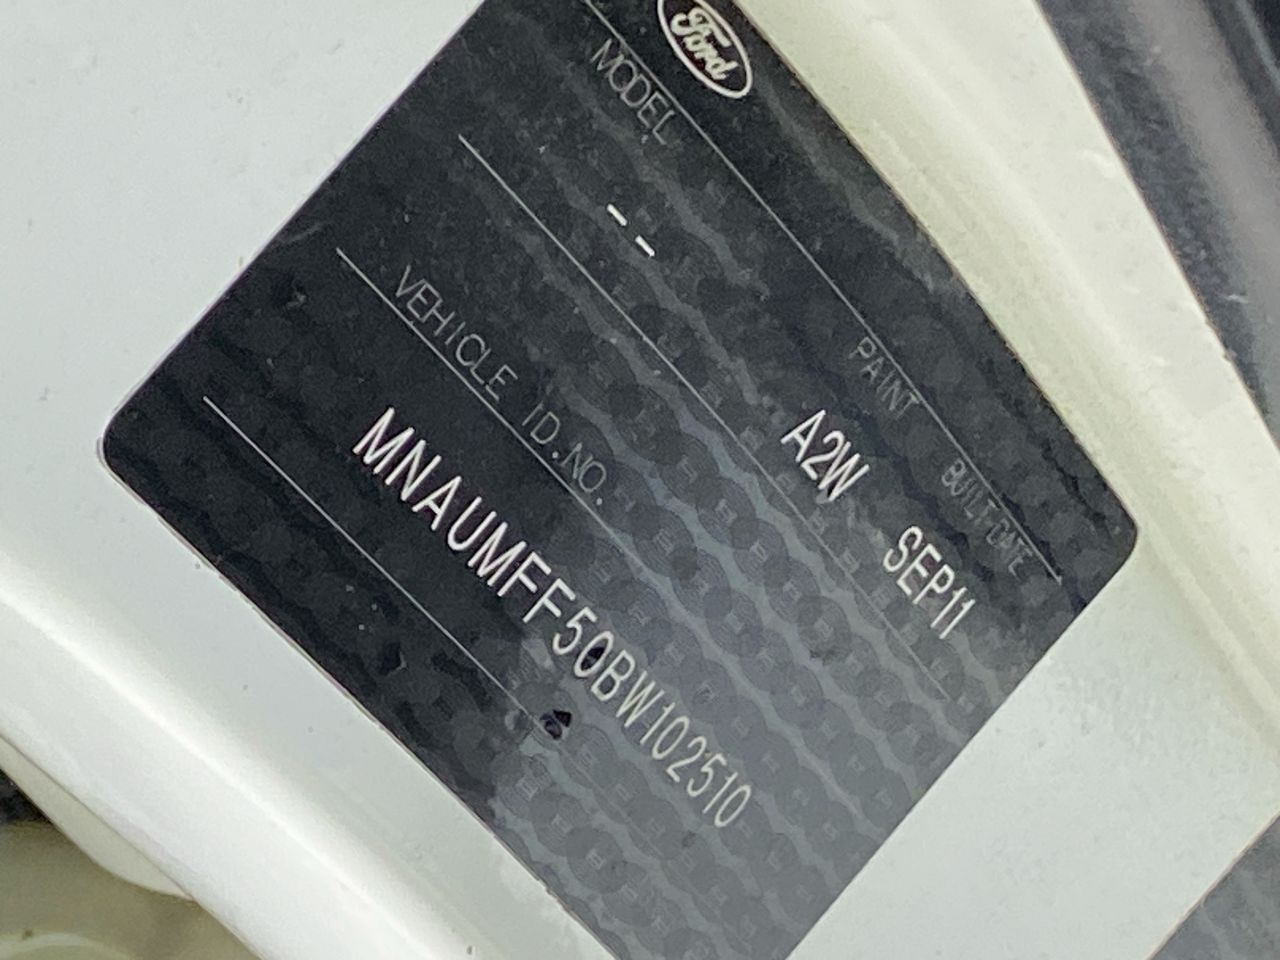 Ford
MODEL PAINT BUILT DATE
-- A2W SEP11
VEHICLE ID.NO.
MNAUMFF50BW102510